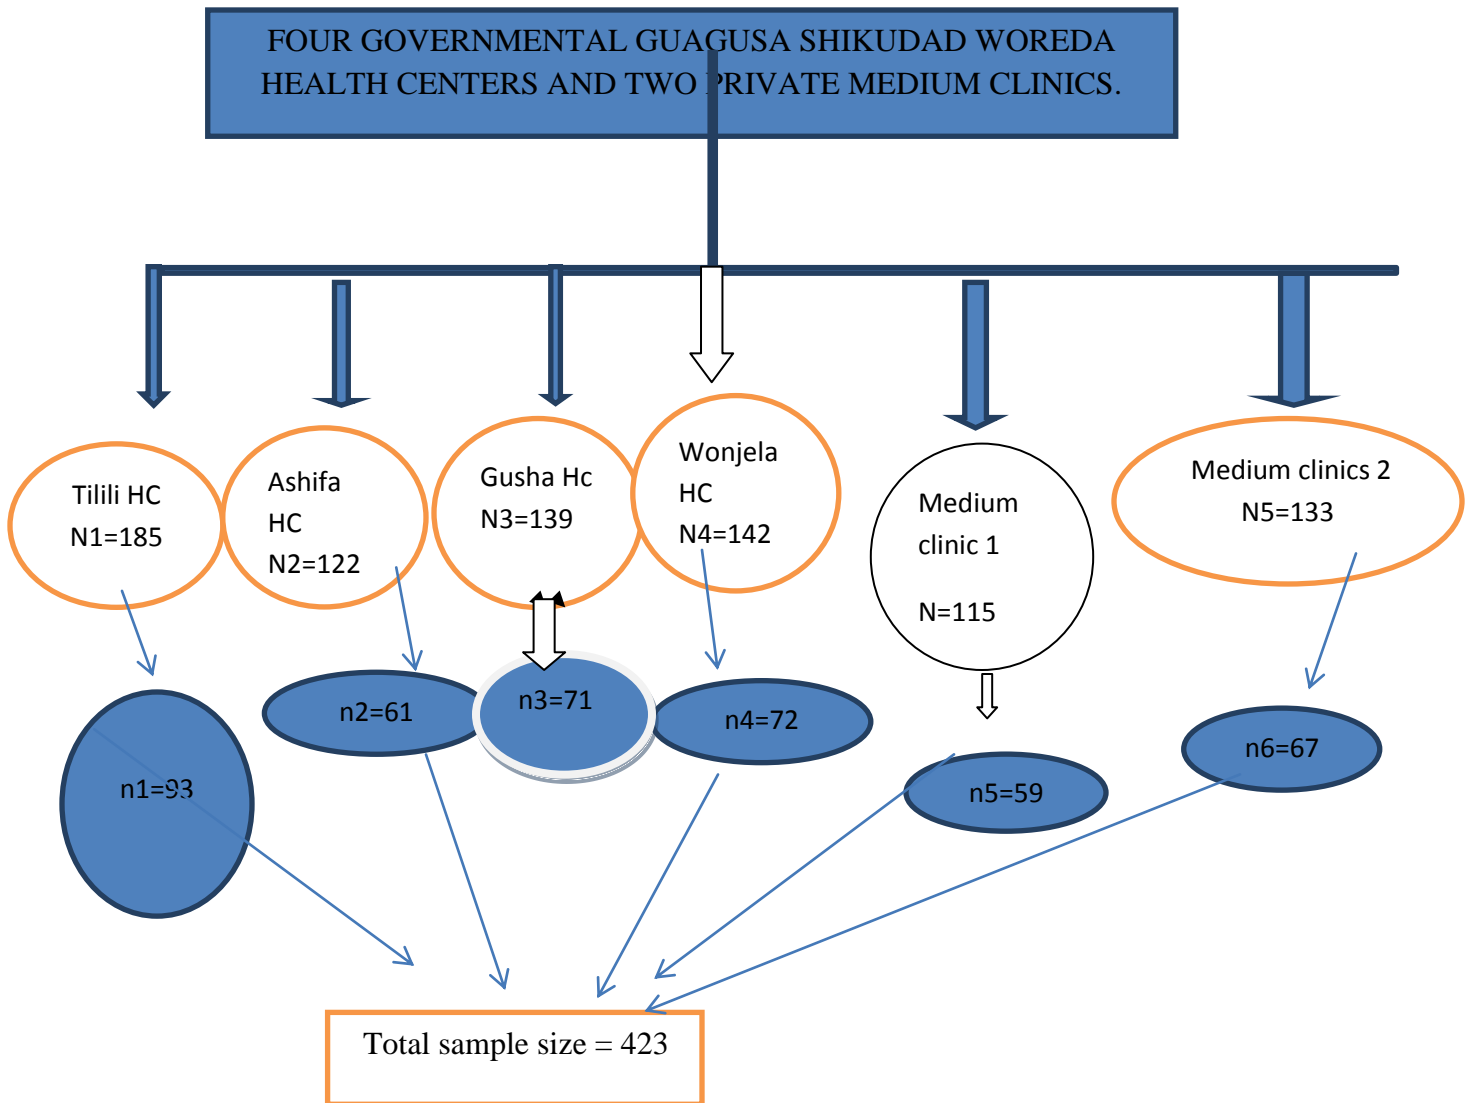 FOUR GOVERNMENTAL GUAGUSA SHIKUDAD WOREDA
HEALTH CENTERS AND TWO PRIVATE MEDIUM CLINICS.
Tilili HC
N1=185
Ashifa
HC
N2=122
Gusha Hc
N3=139
Wonjela
HC
N4=142
Medium
clinic 1
N=115
Medium clinics 2
N5=133
n1=93
n2=61
n3=71
n4=72
n5=59
n6=67
Total sample size = 423